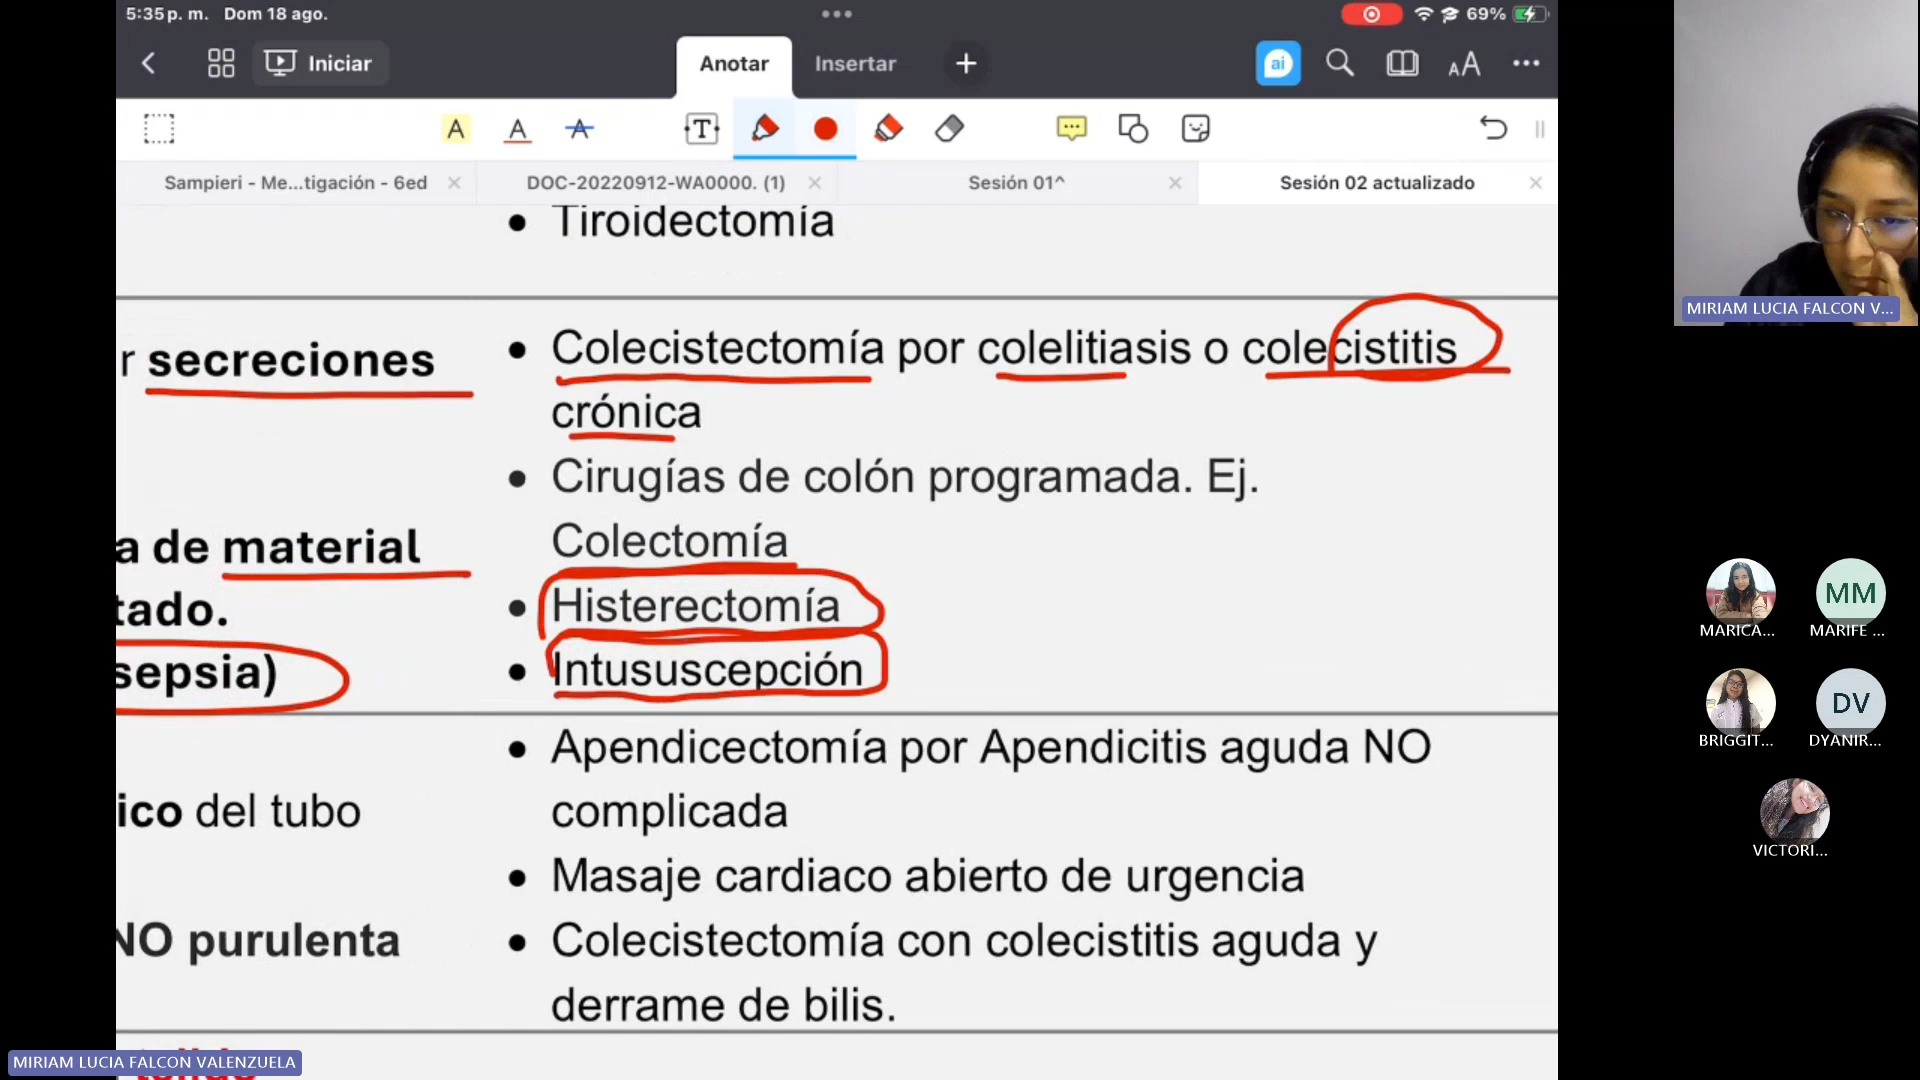 5:35 p. m. Dom 18 ago.
69%
Iniciar
Anotar
Insertar
ai
AA
A A A T
Sampieri - Me...tigación - 6ed
DOC-20220912-WA0000. (1)
Sesión 01^
Sesión 02 actualizado
• Tiroidectomía
r secreciones
• Colecistectomía por colelitiasis o colecistitis
crónica
• Cirugías de colón programada. Ej.
a de material
Colectomía
tado.
• Histerectomía
sepsia)
• Intususcepción
• Apendicectomía por Apendicitis aguda NO
ico del tubo
complicada
• Masaje cardiaco abierto de urgencia
NO purulenta
• Colecistectomía con colecistitis aguda y
derrame de bilis.
MIRIAM LUCIA FALCON VALENZUELA
MIRIAM LUCIA FALCON V...
MM
MARICA...
MARIFE ...
DV
BRIGGIT...
DYANIR...
VICTORI...